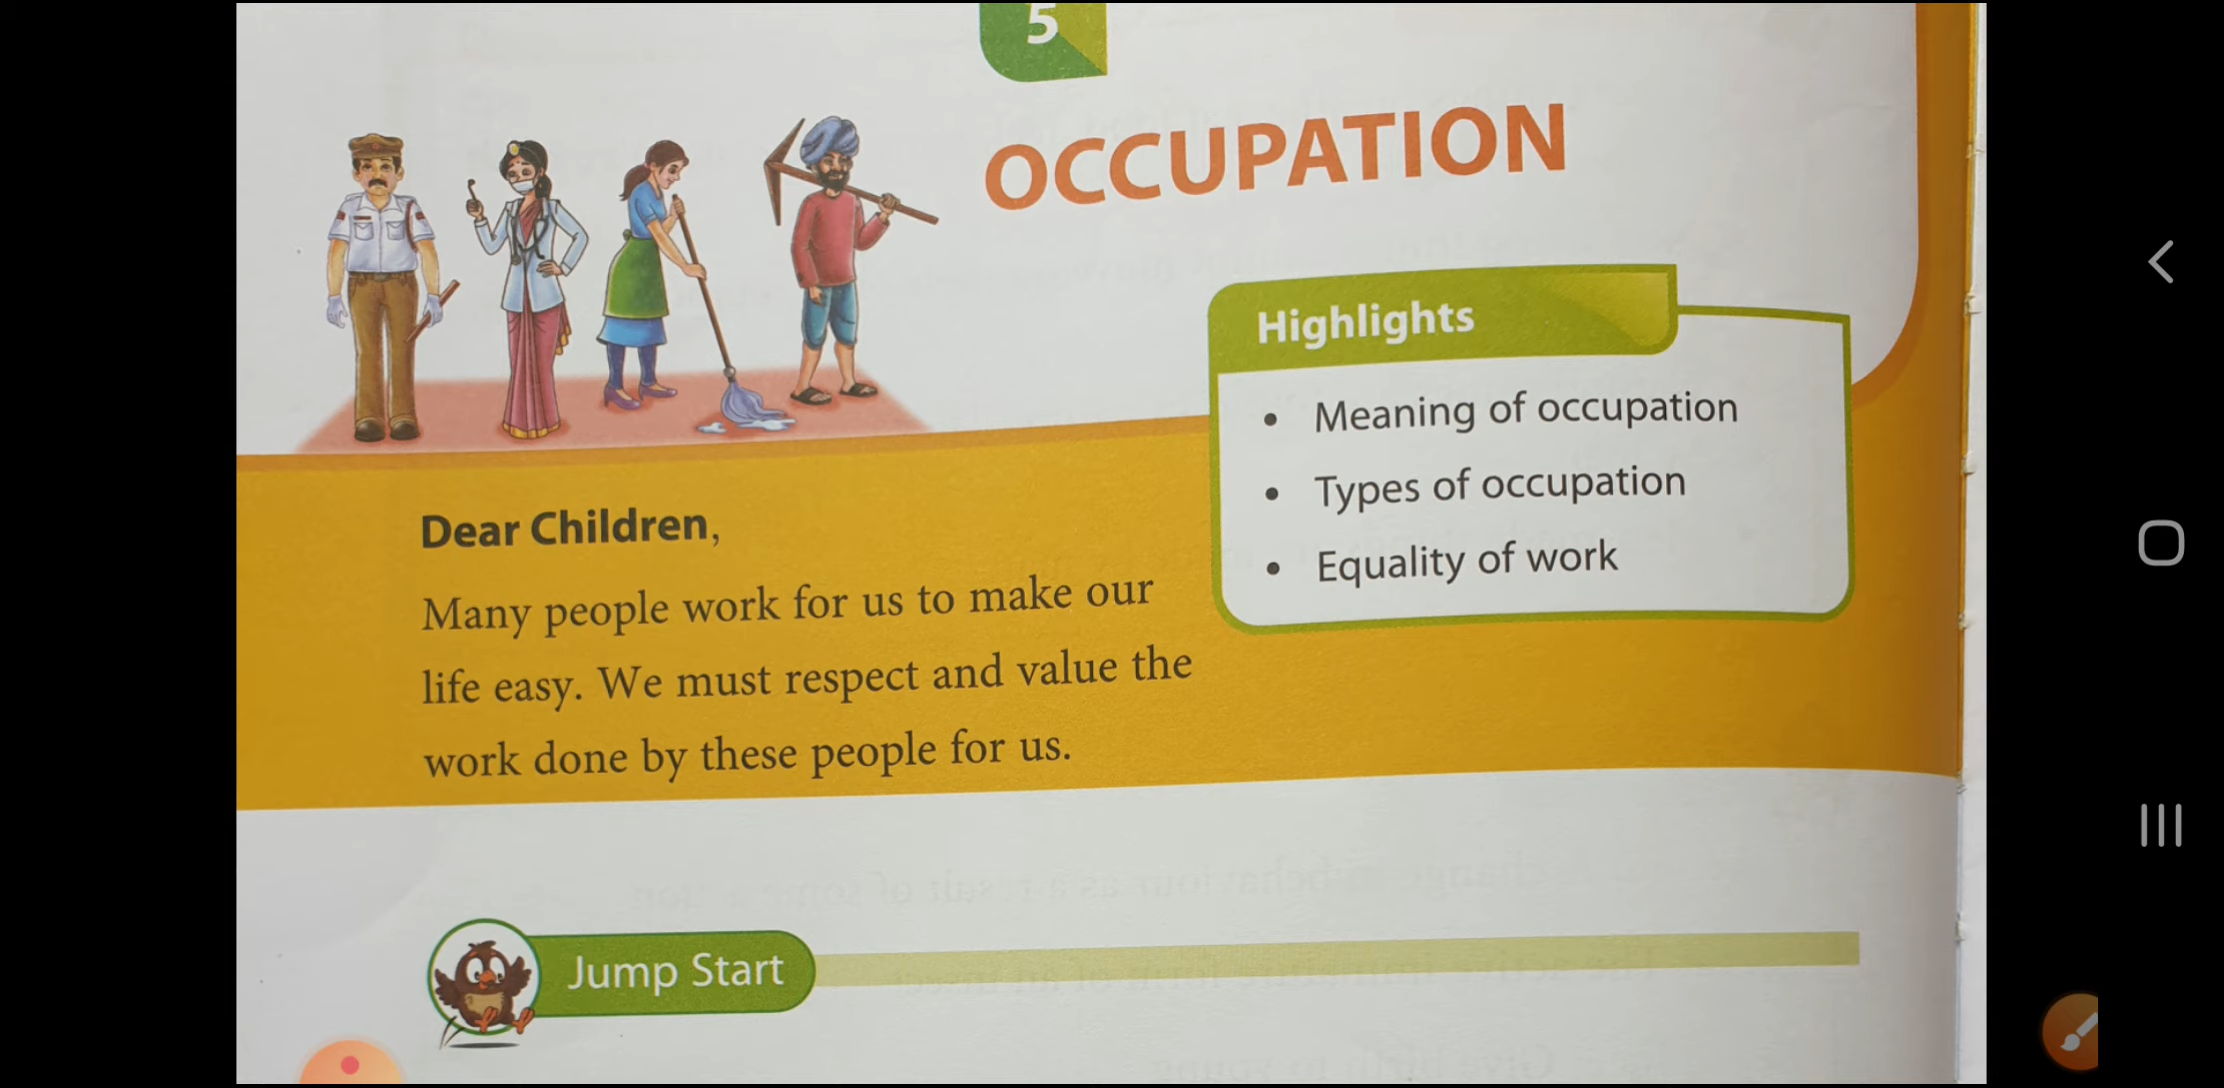 5
OCCUPATION
Highlights
• Meaning of occupation
• Types of occupation
• Equality of work
Dear Children,
Many people work for us to make our
life easy. We must respect and value the
work done by these people for us.
Jump Start